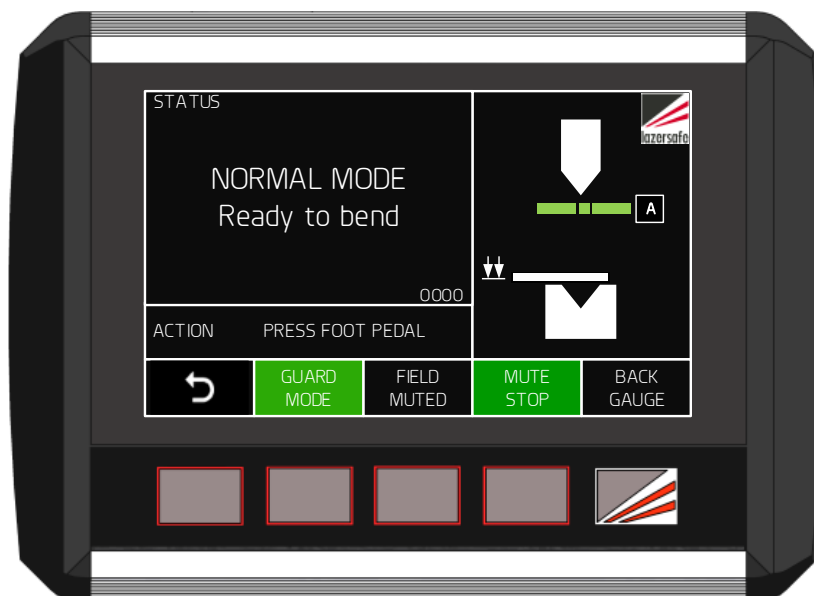 STATUS
lazersafe
NORMAL MODE
Ready to bend
A
0000
ACTION PRESS FOOT PEDAL
GUARD MODE
FIELD MUTED
MUTE STOP
BACK GAUGE